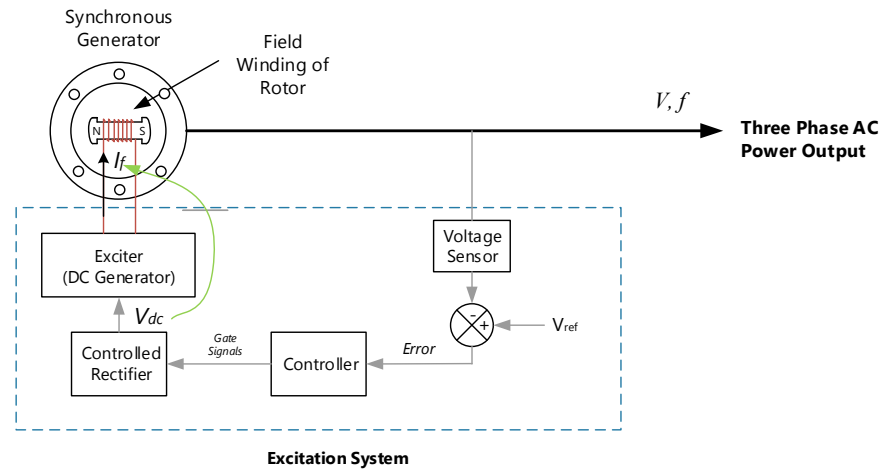 Synchronous
Generator
Field
Winding of
Rotor
V, f
Three Phase AC
Power Output
N
S
If
Exciter
(DC Generator)
Voltage
Sensor
Vdc
-
+
Vref
Controlled
Rectifier
Gate
Signals
Controller
Error
Excitation System